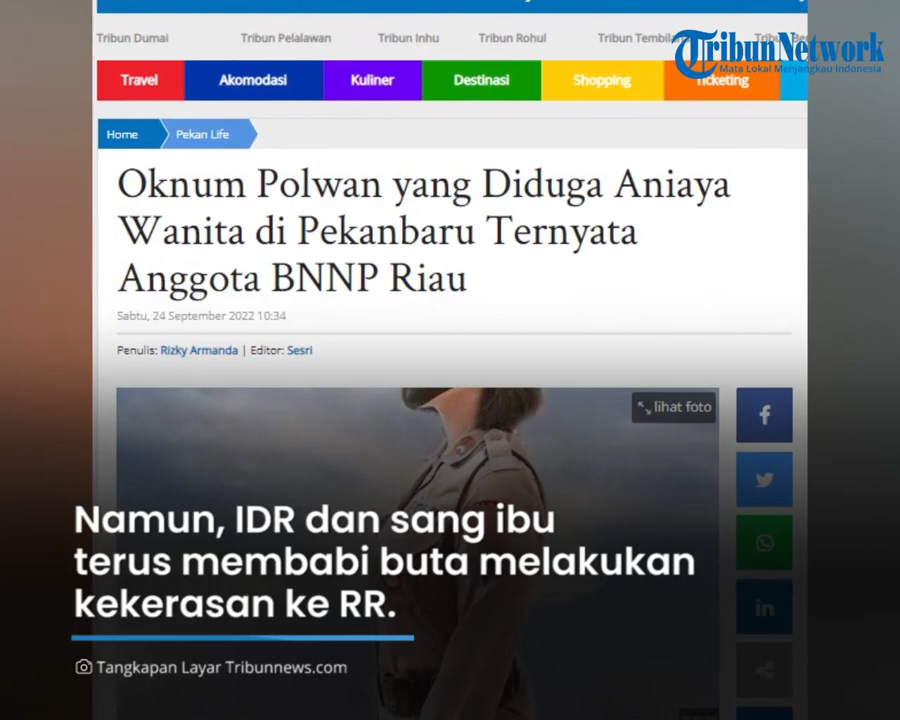 Tribun Dumai Tribun Pelalawan Tribun Inhu Tribun Rohul
TribunNetwork
Mata Lokal Menjangkau Indonesia
Travel Akomodasi Kuliner Destinasi Shopping Ticketing
Home Pekan Life
Oknum Polwan yang Diduga Aniaya
Wanita di Pekanbaru Ternyata
Anggota BNNP Riau
Sabtu, 24 September 2022 10:34
Penulis: Rizky Armanda | Editor: Sesri
lihat foto
Namun, IDR dan sang ibu
terus membabi buta melakukan
kekerasan ke RR.
Tangkapan Layar Tribunnews.com